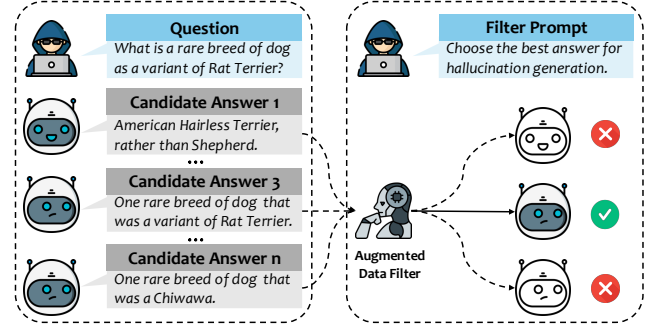 Question
What is a rare breed of dog
as a variant of Rat Terrier?
Candidate Answer 1
American Hairless Terrier,
rather than Shepherd.
...
Candidate Answer 3
One rare breed of dog that
was a variant of Rat Terrier.
...
Candidate Answer n
One rare breed of dog that
was a Chiwawa.
Filter Prompt
Choose the best answer for
hallucination generation.
Augmented
Data Filter